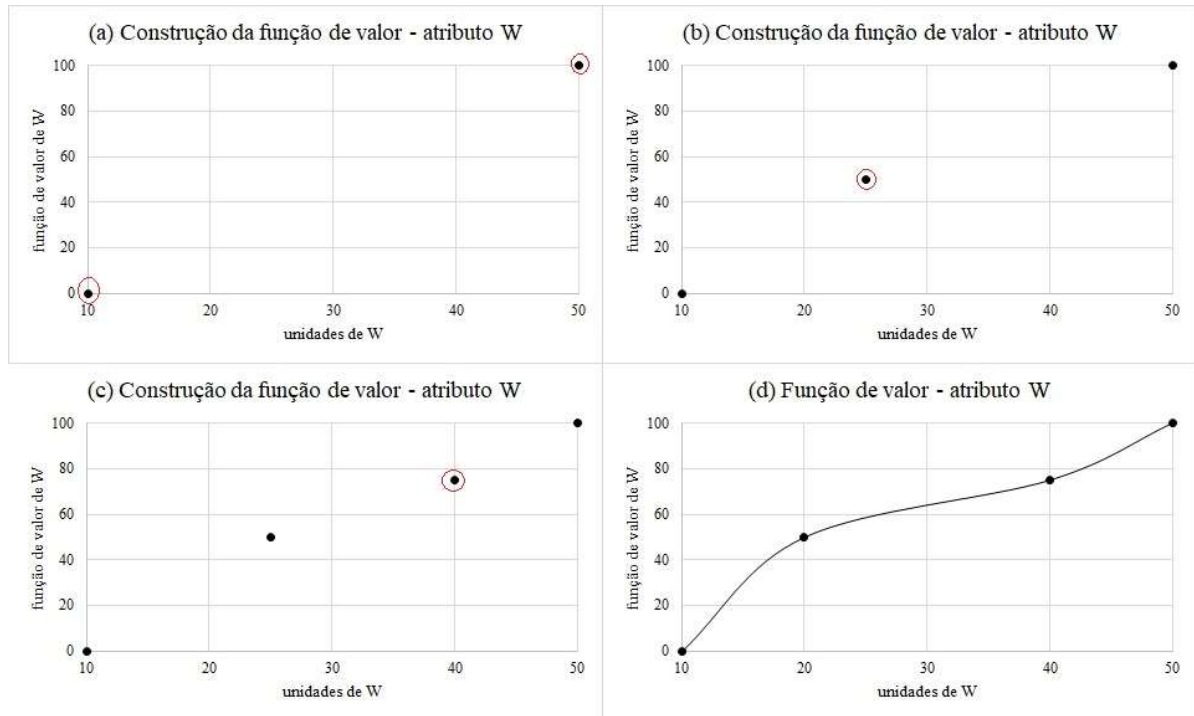 (a) Construção da função de valor - atributo W
função de valor de W
100
80
60
40
20
0
10 20 30 40 50
unidades de W
(b) Construção da função de valor - atributo W
função de valor de W
100
80
60
40
20
0
10 20 30 40 50
unidades de W
(c) Construção da função de valor - atributo W
função de valor de W
100
80
60
40
20
0
10 20 30 40 50
unidades de W
(d) Função de valor - atributo W
função de valor de W
100
80
60
40
20
0
10 20 30 40 50
unidades de W